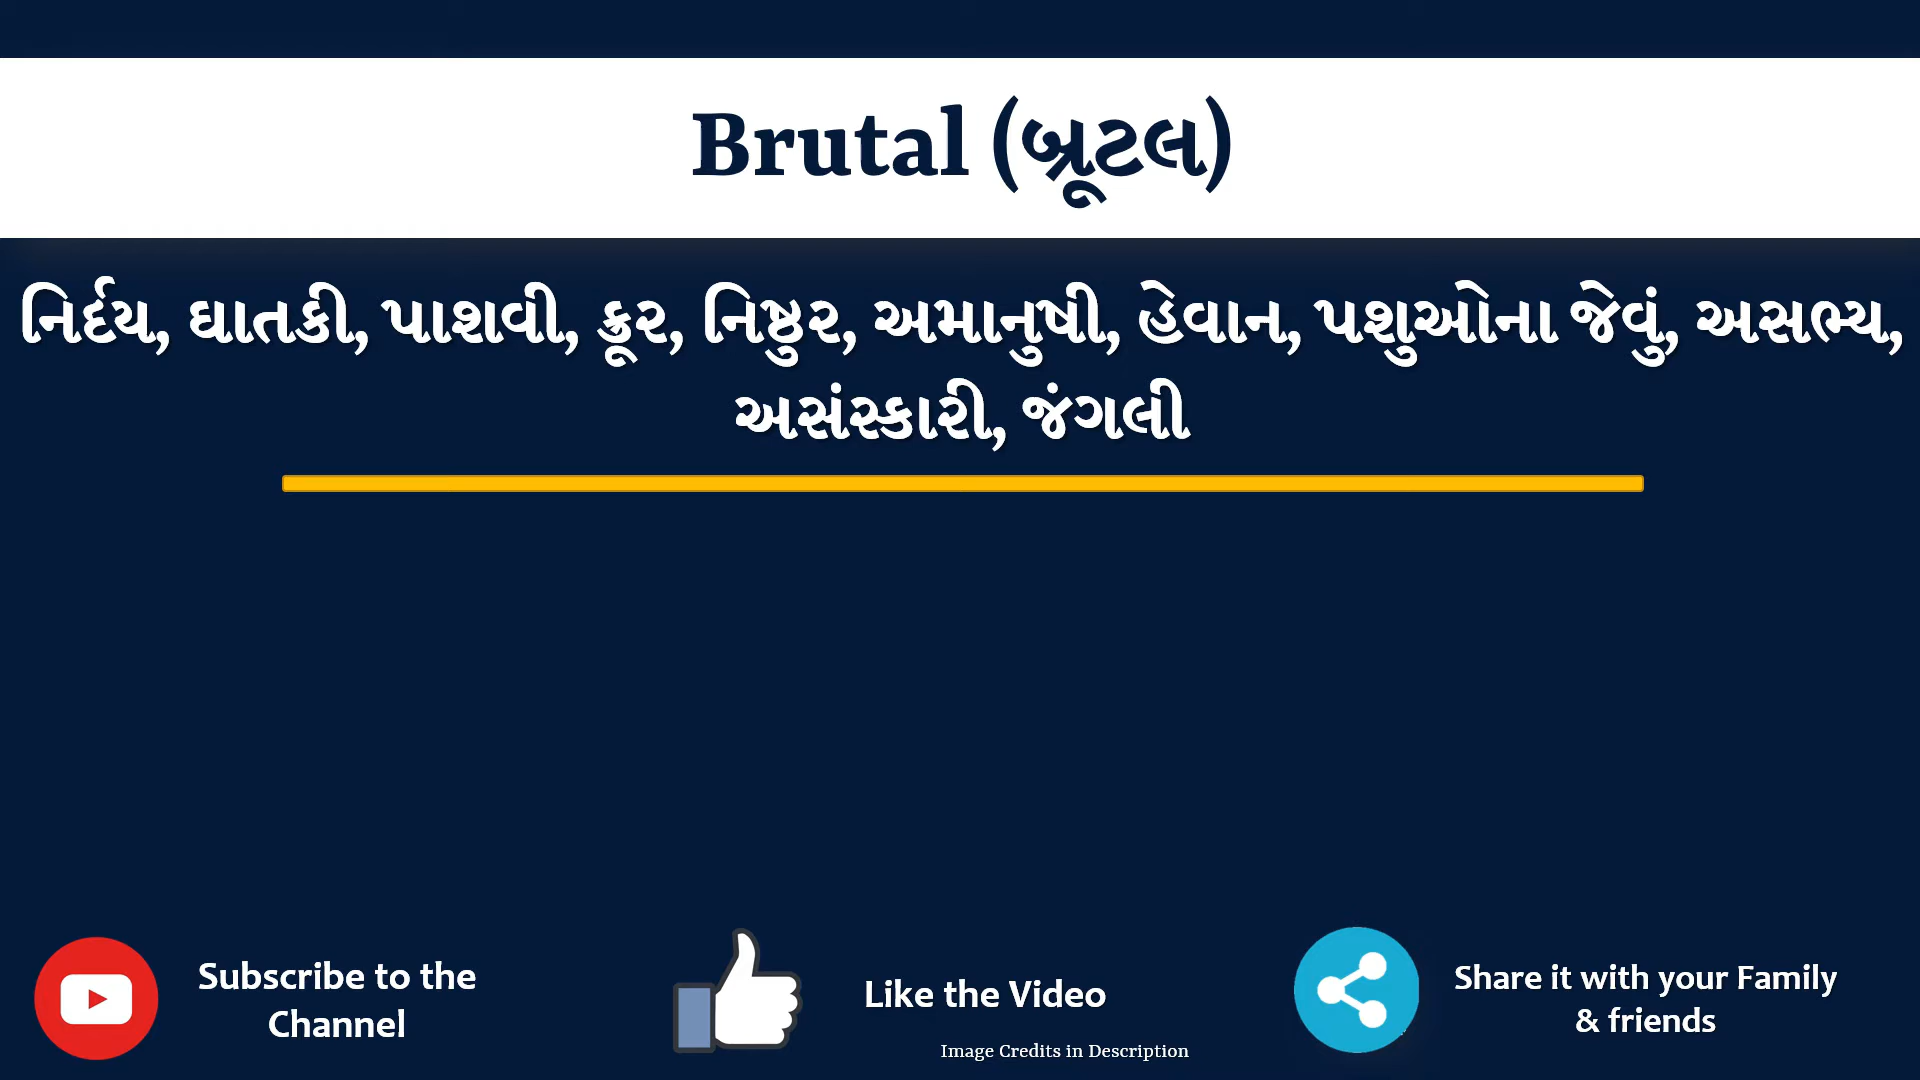 Brutal (બ્રૂટલ)
નિર્દય, ઘાતકી, પાશવી, ક્રૂર, નિષ્ઠુર, અમાનુષી, હેવાન, પશુઓના જેવું, અસભ્ય,
અસંસ્કારી, જંગલી
Subscribe to the
Channel
Like the Video
Share it with your Family
& friends
Image Credits in Description